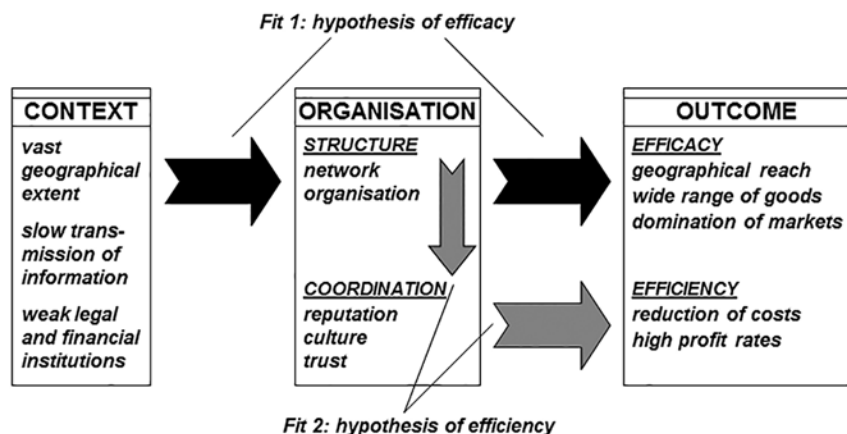 Fit 1: hypothesis of efficacy
CONTEXT
vast
geographical
extent
slow trans-
mission of
information
weak legal
and financial
institutions
ORGANISATION
STRUCTURE
network
organisation
COORDINATION
reputation
culture
trust
OUTCOME
EFFICACY
geographical reach
wide range of goods
domination of markets
EFFICIENCY
reduction of costs
high profit rates
Fit 2: hypothesis of efficiency